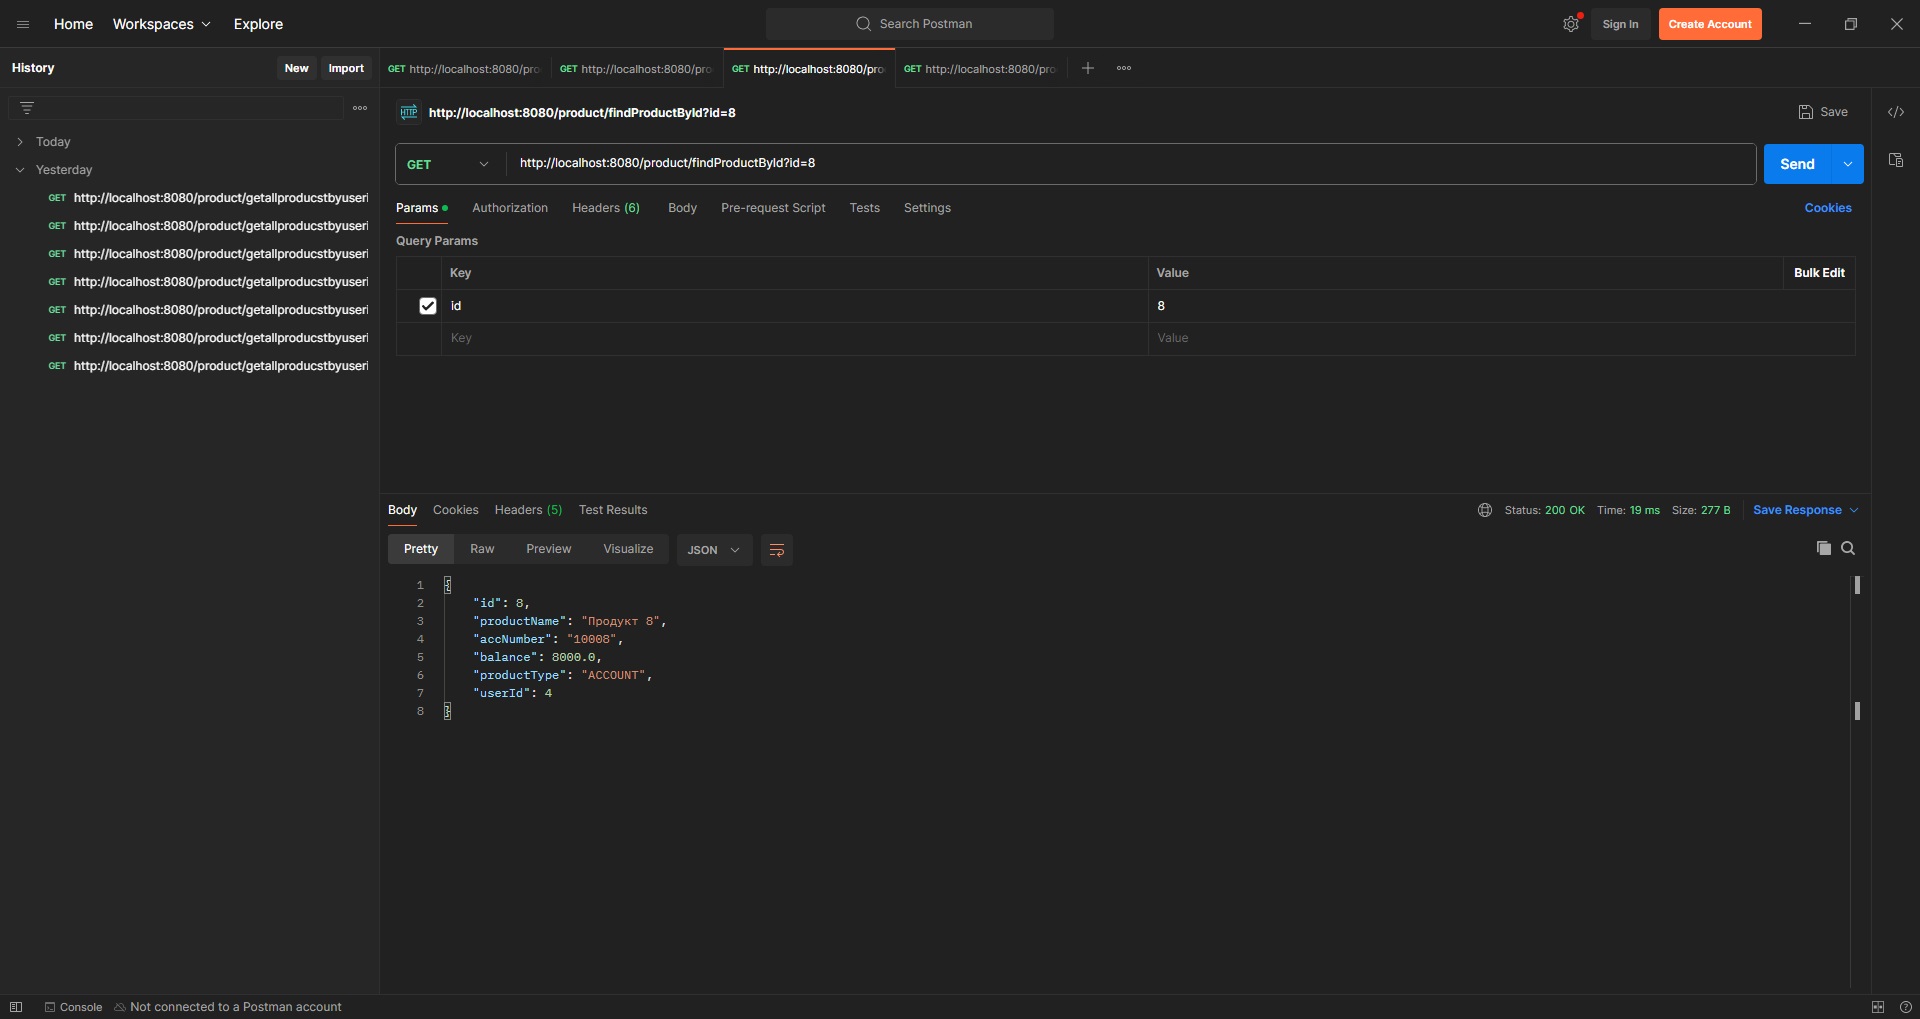 Home Workspaces Explore
Search Postman
Sign In Create Account
History New Import
GET http://localhost:8080/pro GET http://localhost:8080/pro GET http://localhost:8080/pro GET http://localhost:8080/pro
Today
Yesterday
GET http://localhost:8080/product/getallproducstbyuseri
GET http://localhost:8080/product/getallproducstbyuseri
GET http://localhost:8080/product/getallproducstbyuseri
GET http://localhost:8080/product/getallproducstbyuseri
GET http://localhost:8080/product/getallproducstbyuseri
GET http://localhost:8080/product/getallproducstbyuseri
GET http://localhost:8080/product/getallproducstbyuseri
HTTP http://localhost:8080/product/findProductById?id=8 Save
GET http://localhost:8080/product/findProductById?id=8 Send
Params Authorization Headers (6) Body Pre-request Script Tests Settings Cookies
Query Params
Key Value Bulk Edit
id 8
Key Value
Body Cookies Headers (5) Test Results Status: 200 OK Time: 19 ms Size: 277 B Save Response
Pretty Raw Preview Visualize JSON
1 {
2 "id": 8,
3 "productName": "Продукт 8",
4 "accNumber": "10008",
5 "balance": 8000.0,
6 "productType": "ACCOUNT",
7 "userId": 4
8 }
Console Not connected to a Postman account